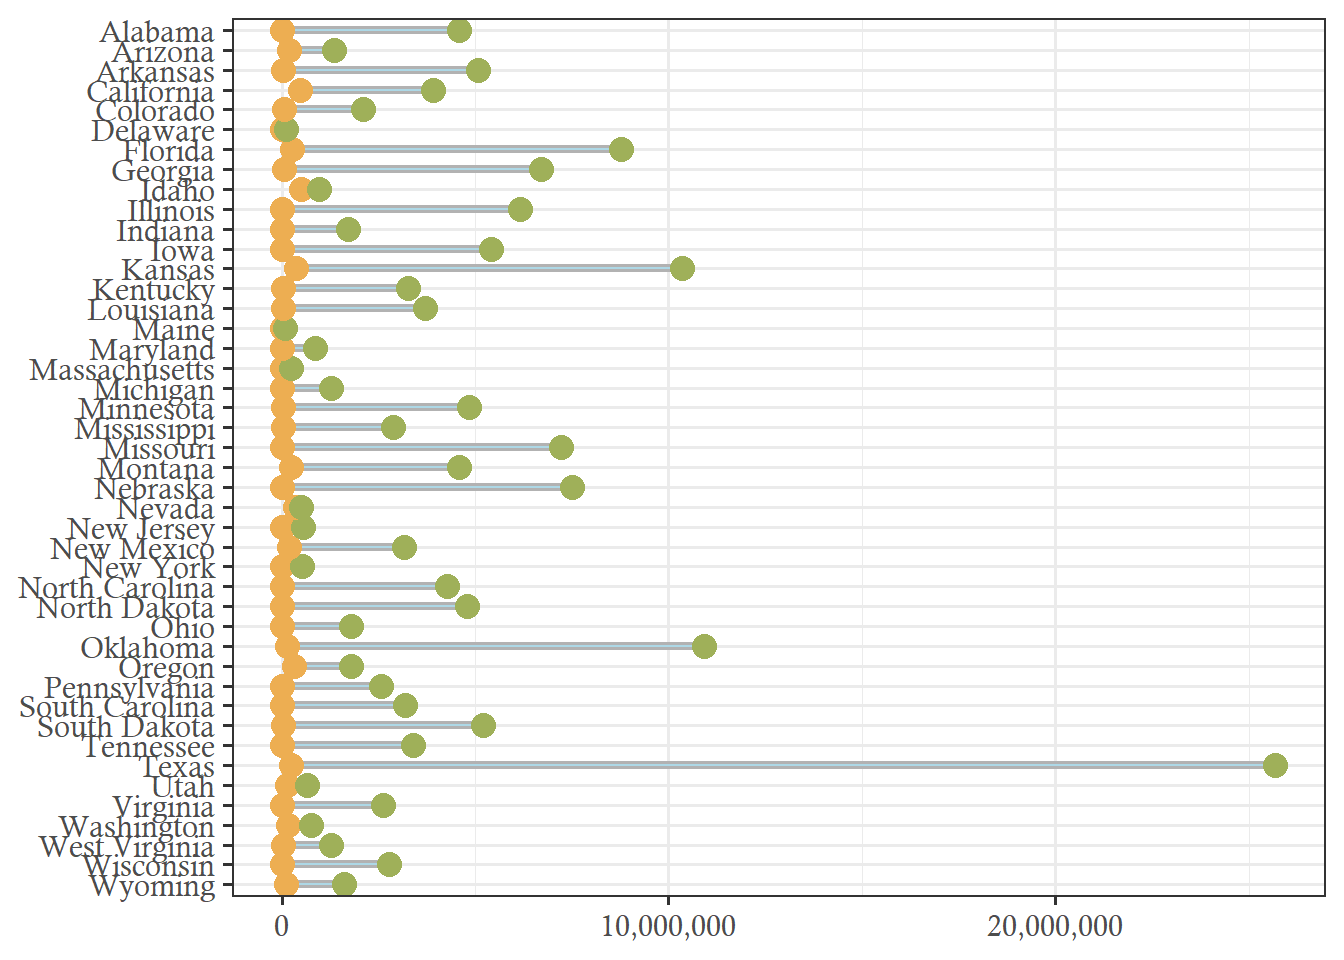 Alabama
Arizona
Arkansas
California
Colorado
Delaware
Florida
Georgia
Idaho
Illinois
Indiana
Iowa
Kansas
Kentucky
Louisiana
Maine
Maryland
Massachusetts
Michigan
Minnesota
Mississippi
Missouri
Montana
Nebraska
Nevada
New Jersey
New Mexico
New York
North Carolina
North Dakota
Ohio
Oklahoma
Oregon
Pennsylvania
South Carolina
South Dakota
Tennessee
Texas
Utah
Virginia
Washington
West Virginia
Wisconsin
Wyoming
0 10,000,000 20,000,000